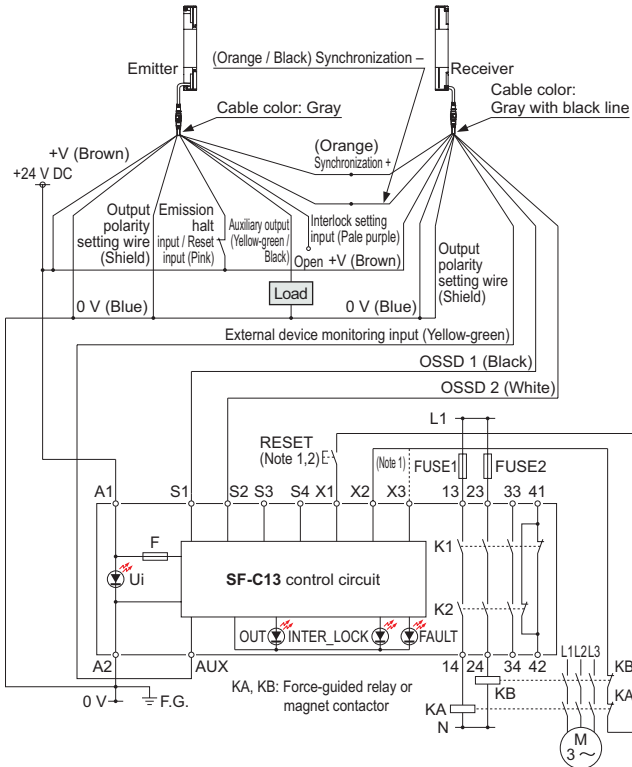 Emitter
(Orange / Black) Synchronization –
Receiver
Cable color: Gray
Cable color:
Gray with black line
+V (Brown)
(Orange)
Synchronization +
+24 V DC
Output
polarity
setting wire
(Shield)
Emission
halt
input / Reset
input (Pink)
Auxiliary output
(Yellow-green /
Black)
Interlock setting
input (Pale purple)
Open
+V (Brown)
Output
polarity
setting wire
(Shield)
Load
0 V (Blue)
0 V (Blue)
External device monitoring input (Yellow-green)
OSSD 1 (Black)
OSSD 2 (White)
L1
RESET
(Note 1,2)
(Note 1)
FUSE1
FUSE2
A1 S1 S2 S3 S4 X1 X2 X3 13 23 33 41
F
K1
Ui
SF-C13 control circuit
K2
OUT INTER_LOCK FAULT
A2 AUX 14 24 34 42
L1 L2 L3
KB
KA
0 V
F.G.
KA, KB: Force-guided relay or
magnet contactor
KB
KA
N
M
3 ~